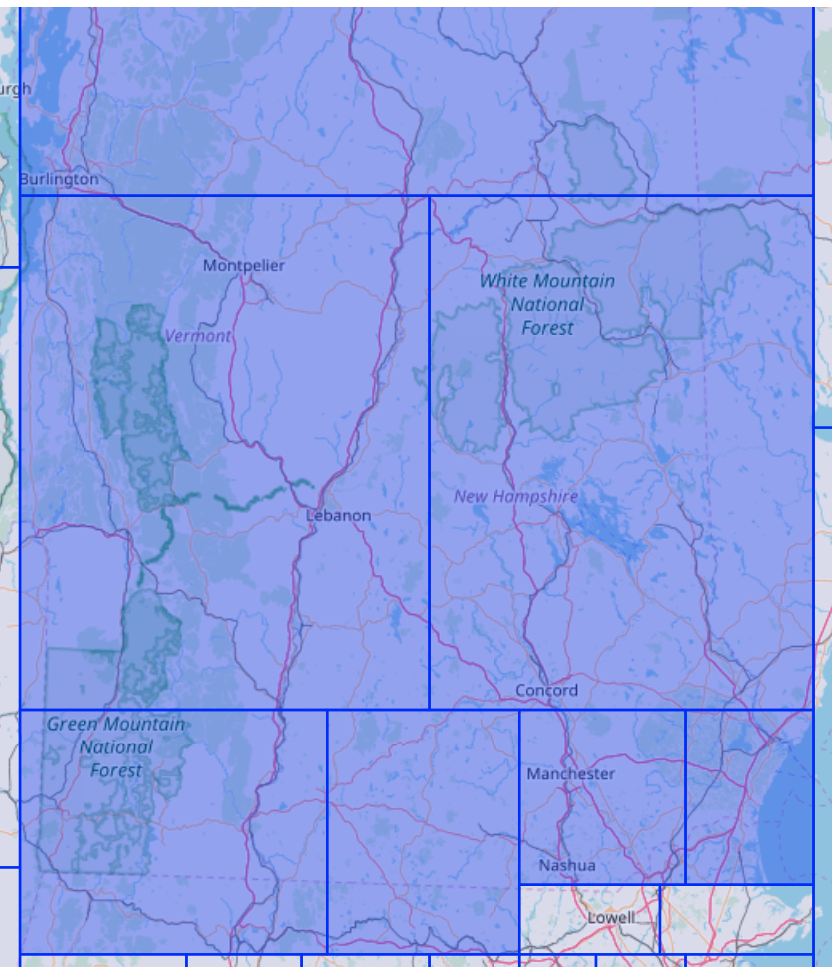 urgh
Burlington
Montpelier
White Mountain
National
Forest
Vermont
New Hampshire
Lebanon
Concord
Green Mountain
National
Forest
Manchester
Nashua
Lowell